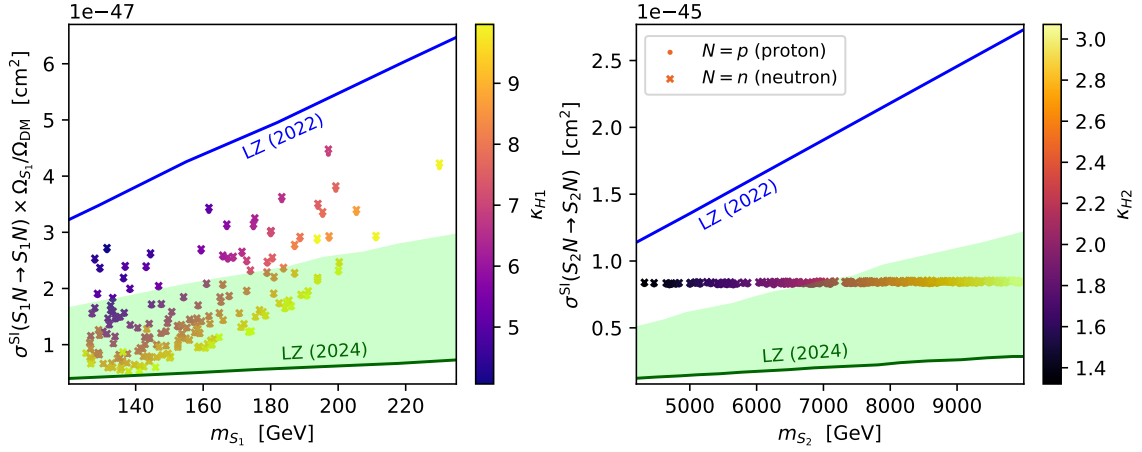 1e−47
σ^SI(S₁N → S₁N) × Ω_S₁/Ω_DM [cm²]
6
5
4
3
2
1
LZ (2022)
LZ (2024)
140
160
180
200
220
m_S₁ [GeV]
9
8
7
6
5
κ_H1
1e−45
σ^SI(S₂N → S₂N) [cm²]
2.5
2.0
1.5
1.0
0.5
N = p (proton)
N = n (neutron)
LZ (2022)
LZ (2024)
5000
6000
7000
8000
9000
m_S₂ [GeV]
3.0
2.8
2.6
2.4
2.2
2.0
1.8
1.6
1.4
κ_H2